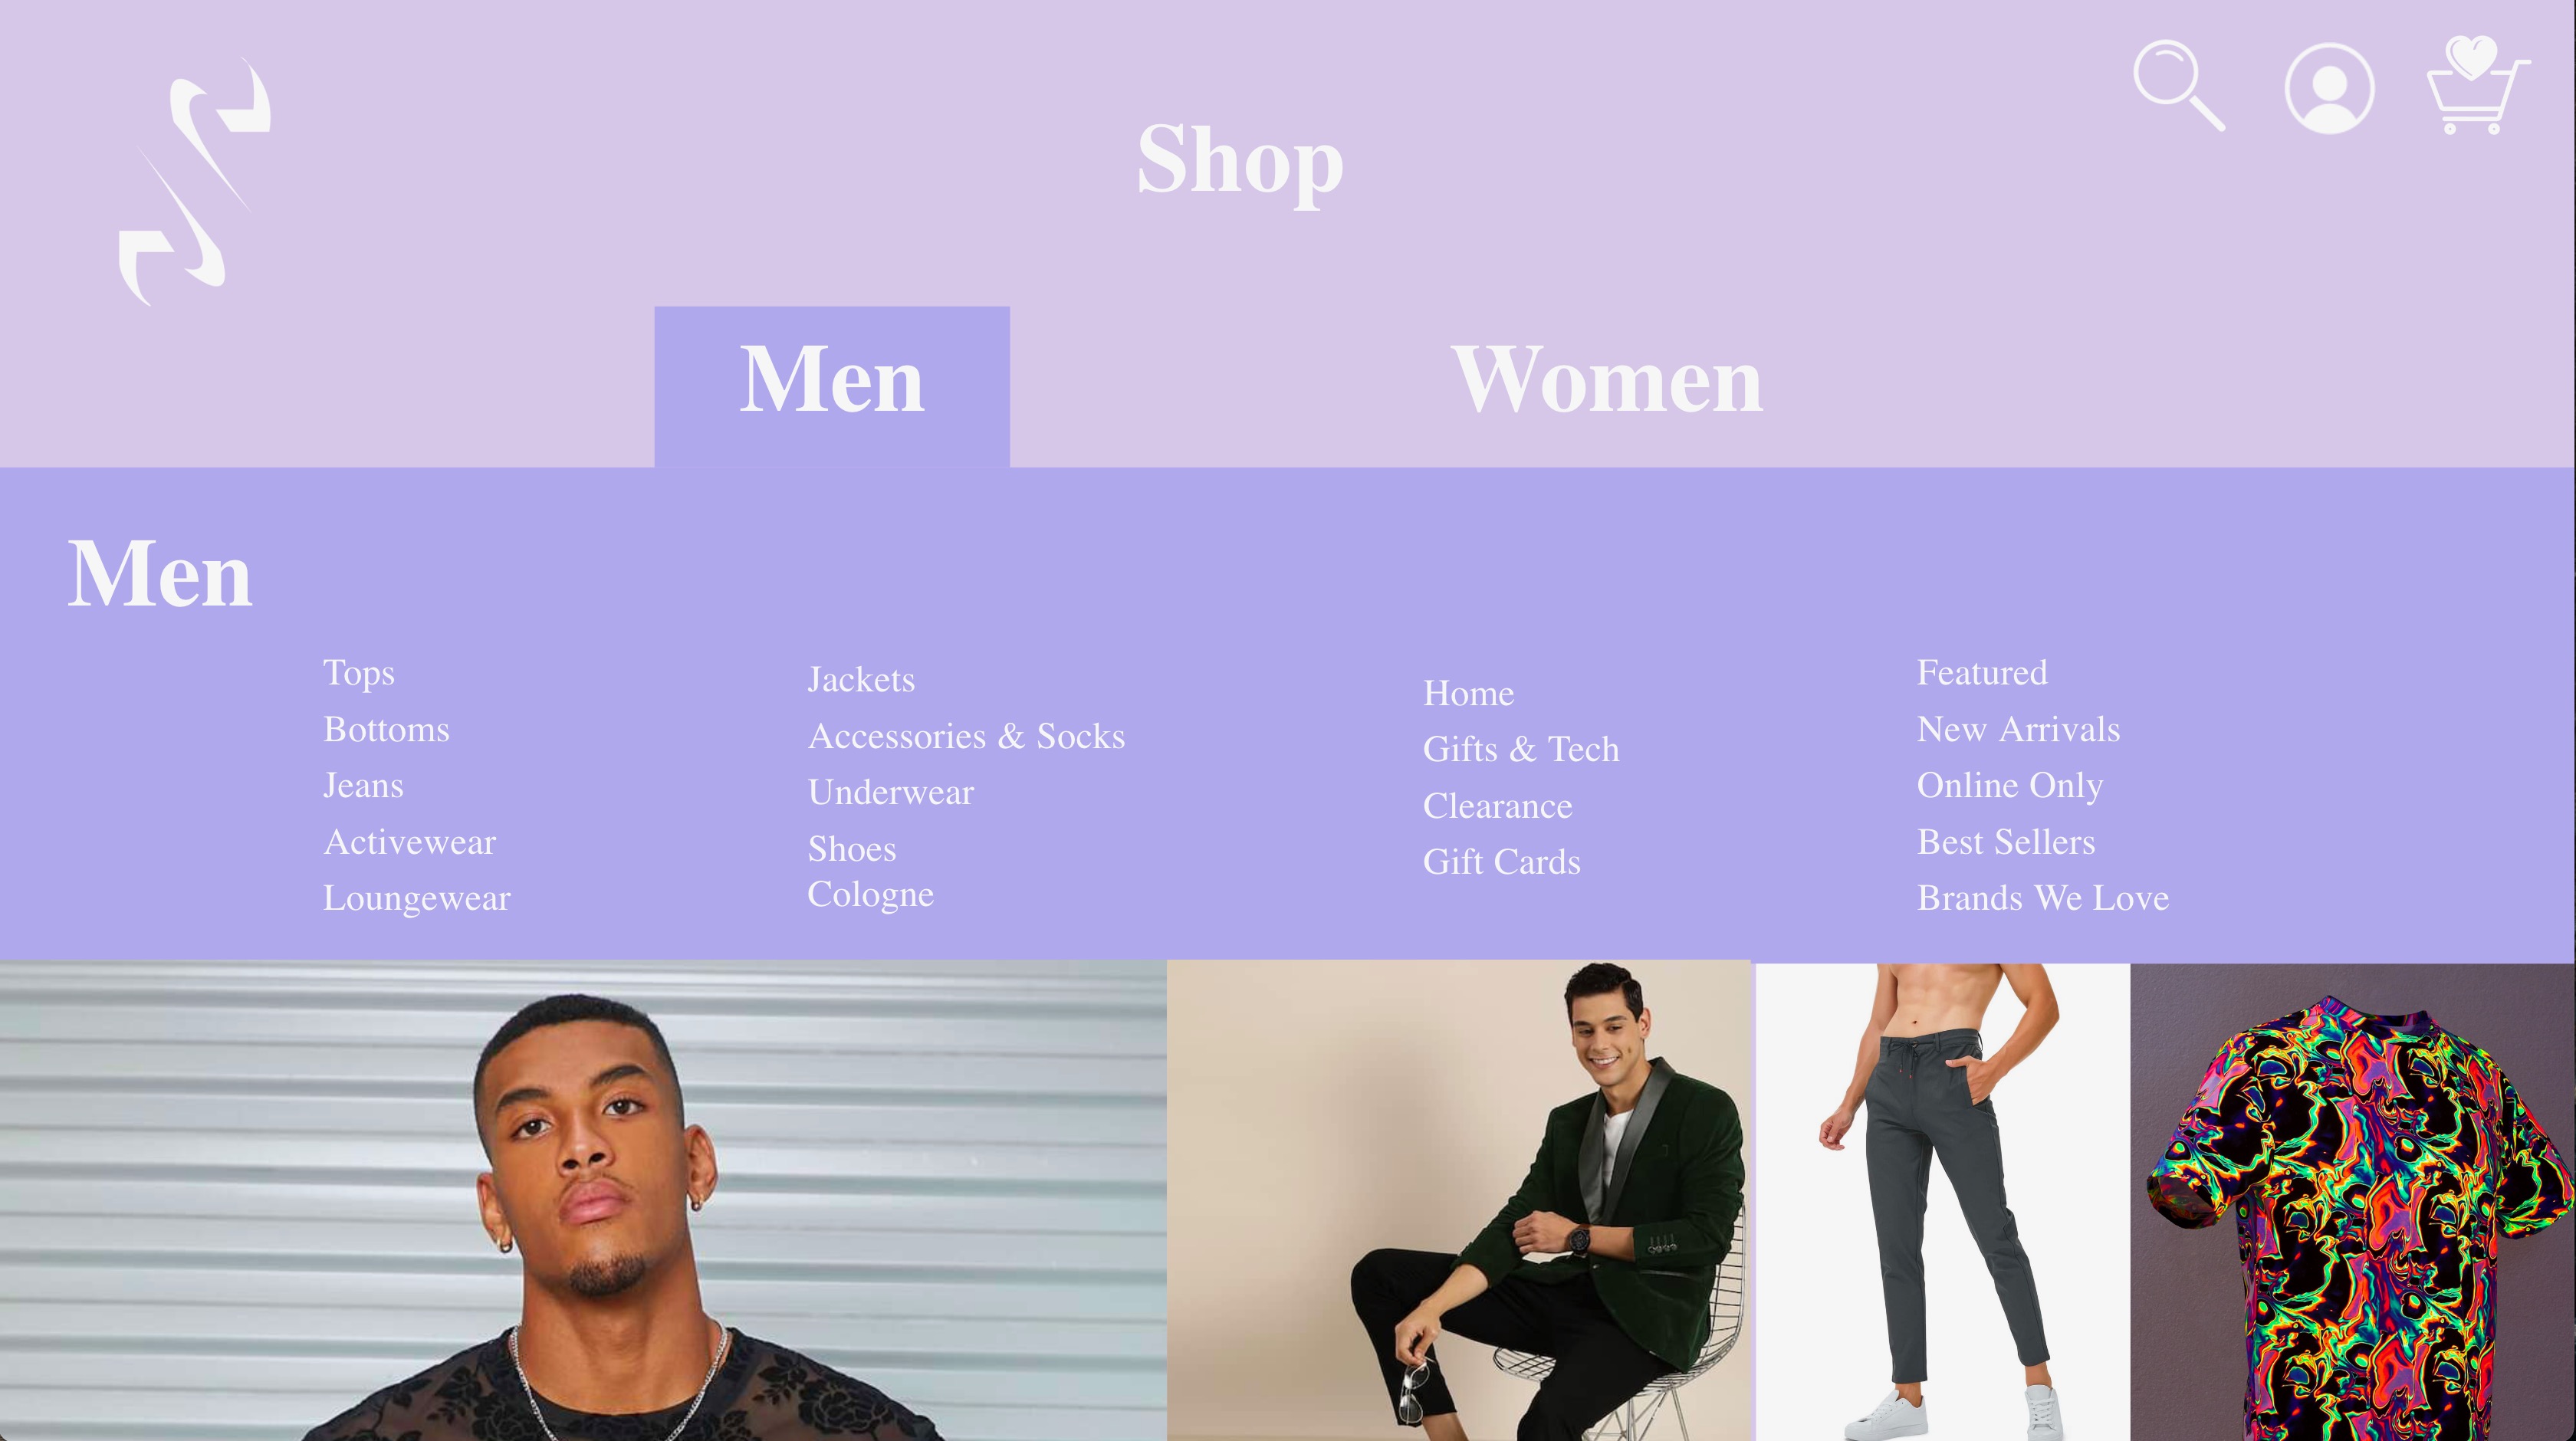 Shop
Men
Women
Men
Tops
Bottoms
Jeans
Activewear
Loungewear
Jackets
Accessories & Socks
Underwear
Shoes
Cologne
Home
Gifts & Tech
Clearance
Gift Cards
Featured
New Arrivals
Online Only
Best Sellers
Brands We Love